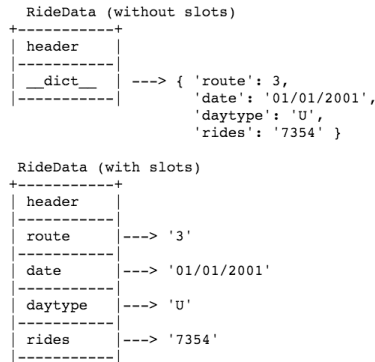 RideData (without slots)
+-----------+
| header    |
|-----------|
| __dict__  | ---> { 'route': 3,
|-----------|        'date': '01/01/2001',
                     'daytype': 'U',
                     'rides': '7354' }
RideData (with slots)
+-----------+
| header    |
|-----------|
| route     |---> '3'
|-----------|
| date      |---> '01/01/2001'
|-----------|
| daytype   |---> 'U'
|-----------|
| rides     |---> '7354'
|-----------|